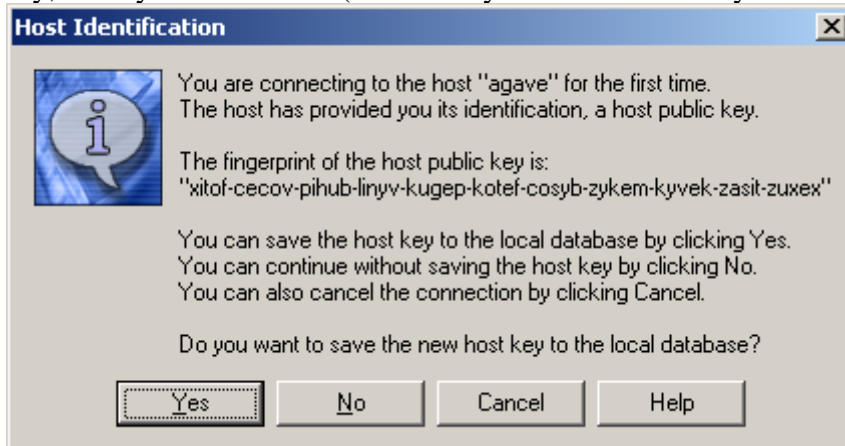 Host Identification
You are connecting to the host "agave" for the first time.
The host has provided you its identification, a host public key.
The fingerprint of the host public key is:
"xitof-cecov-pihub-linyv-kugep-kotef-cosyb-zykem-kyvek-zasit-zuxex"
You can save the host key to the local database by clicking Yes.
You can continue without saving the host key by clicking No.
You can also cancel the connection by clicking Cancel.
Do you want to save the new host key to the local database?
Yes No Cancel Help